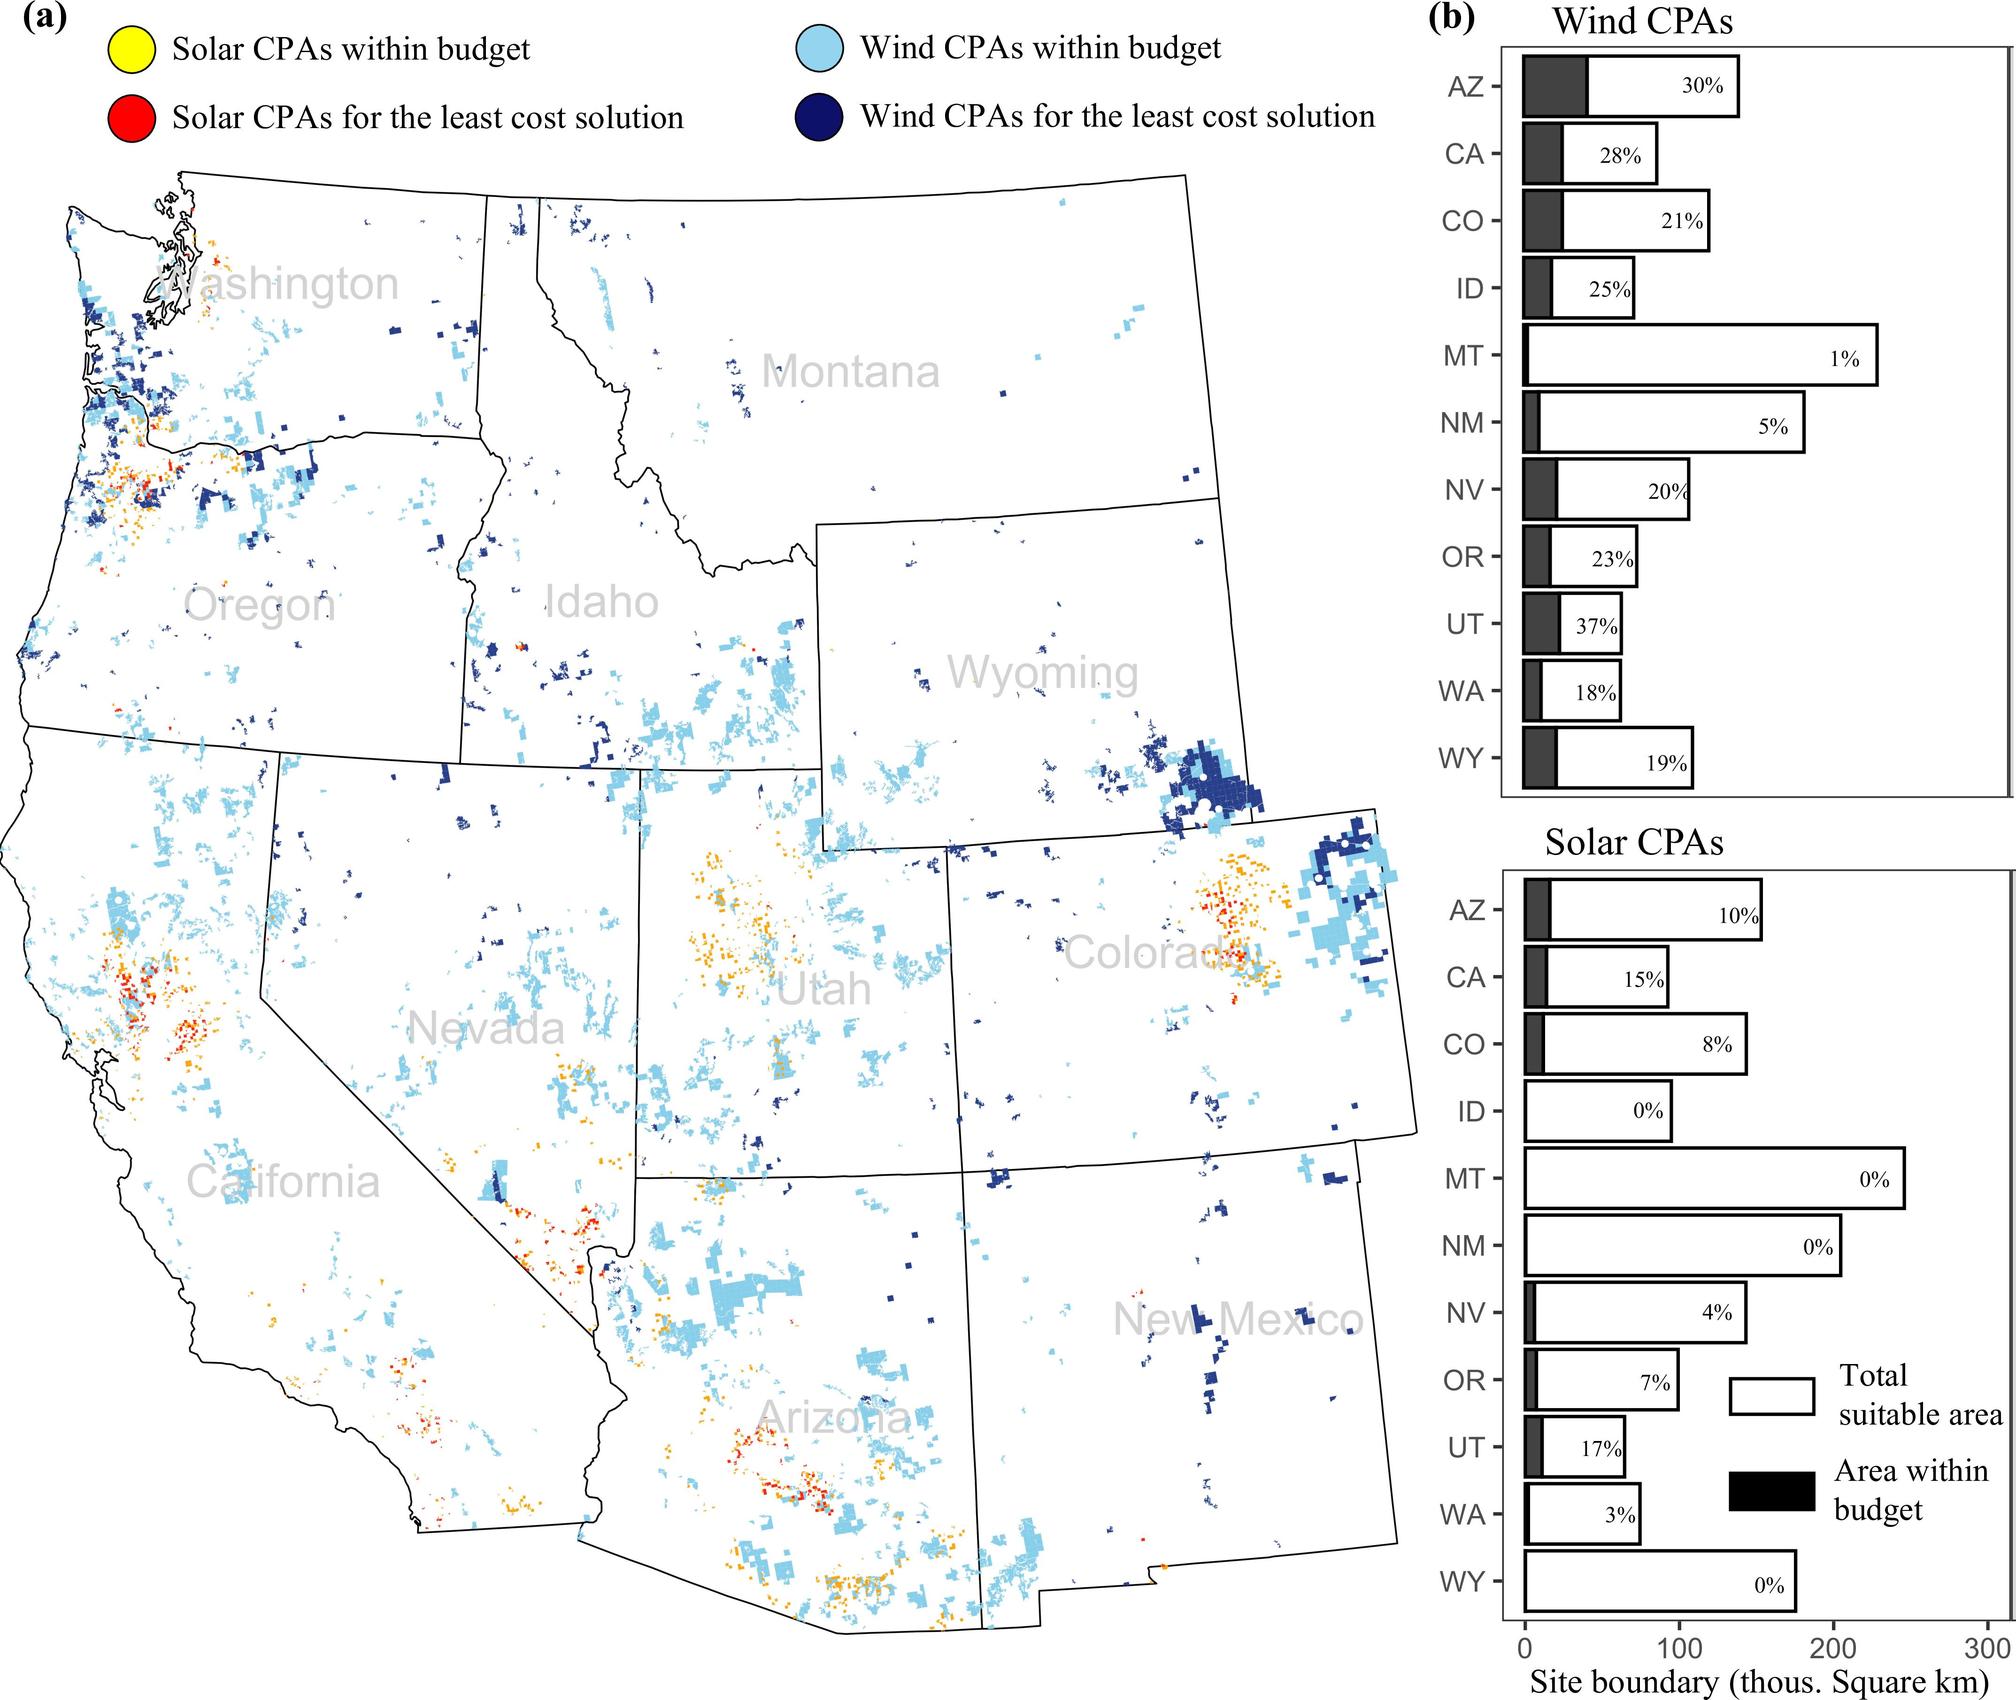 (a)
Solar CPAs within budget
Wind CPAs within budget
Solar CPAs for the least cost solution
Wind CPAs for the least cost solution
Washington
Montana
Oregon
Idaho
Wyoming
Colorado
Utah
Nevada
California
New Mexico
Arizona
(b)
Wind CPAs
AZ 30%
CA 28%
CO 21%
ID 25%
MT 1%
NM 5%
NV 20%
OR 23%
UT 37%
WA 18%
WY 19%
Solar CPAs
AZ 10%
CA 15%
CO 8%
ID 0%
MT 0%
NM 0%
NV 4%
OR 7%
UT 17%
WA 3%
WY 0%
Total
suitable area
Area within
budget
0 100 200 300
Site boundary (thous. Square km)